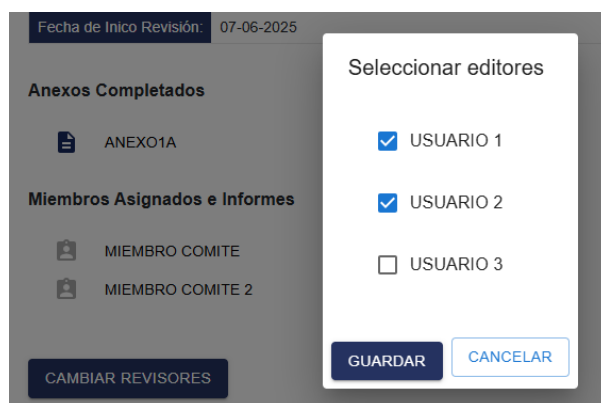 Fecha de Inico Revisión: 07-06-2025
Anexos Completados
ANEXO1A
Miembros Asignados e Informes
MIEMBRO COMITE
MIEMBRO COMITE 2
CAMBIAR REVISORES
Seleccionar editores
USUARIO 1
USUARIO 2
USUARIO 3
GUARDAR CANCELAR